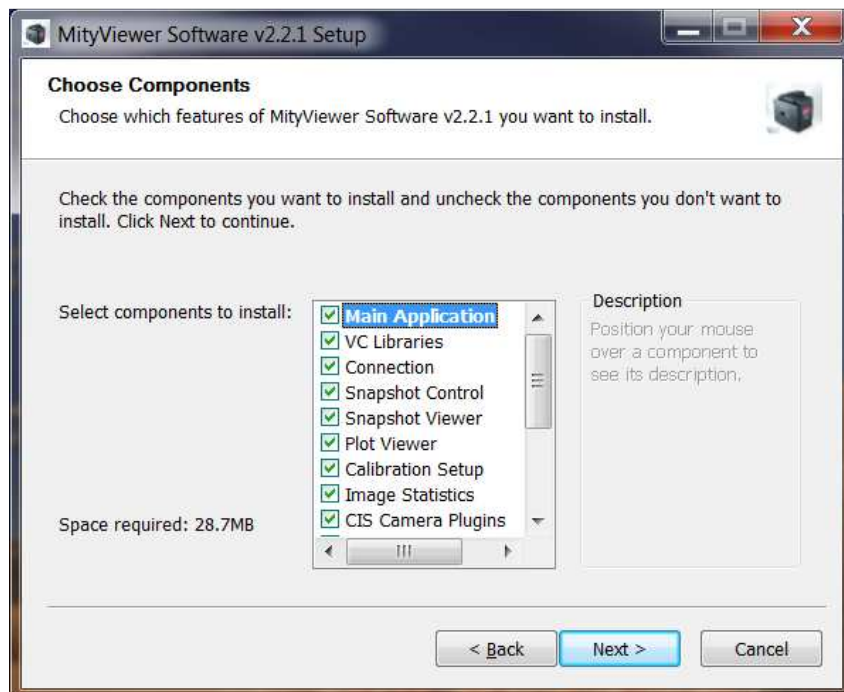 MityViewer Software v2.2.1 Setup
Choose Components
Choose which features of MityViewer Software v2.2.1 you want to install.
Check the components you want to install and uncheck the components you don't want to
install. Click Next to continue.
Select components to install:
Main Application
VC Libraries
Connection
Snapshot Control
Snapshot Viewer
Plot Viewer
Calibration Setup
Image Statistics
CIS Camera Plugins
Description
Position your mouse
over a component to
see its description.
Space required: 28.7MB
< Back
Next >
Cancel